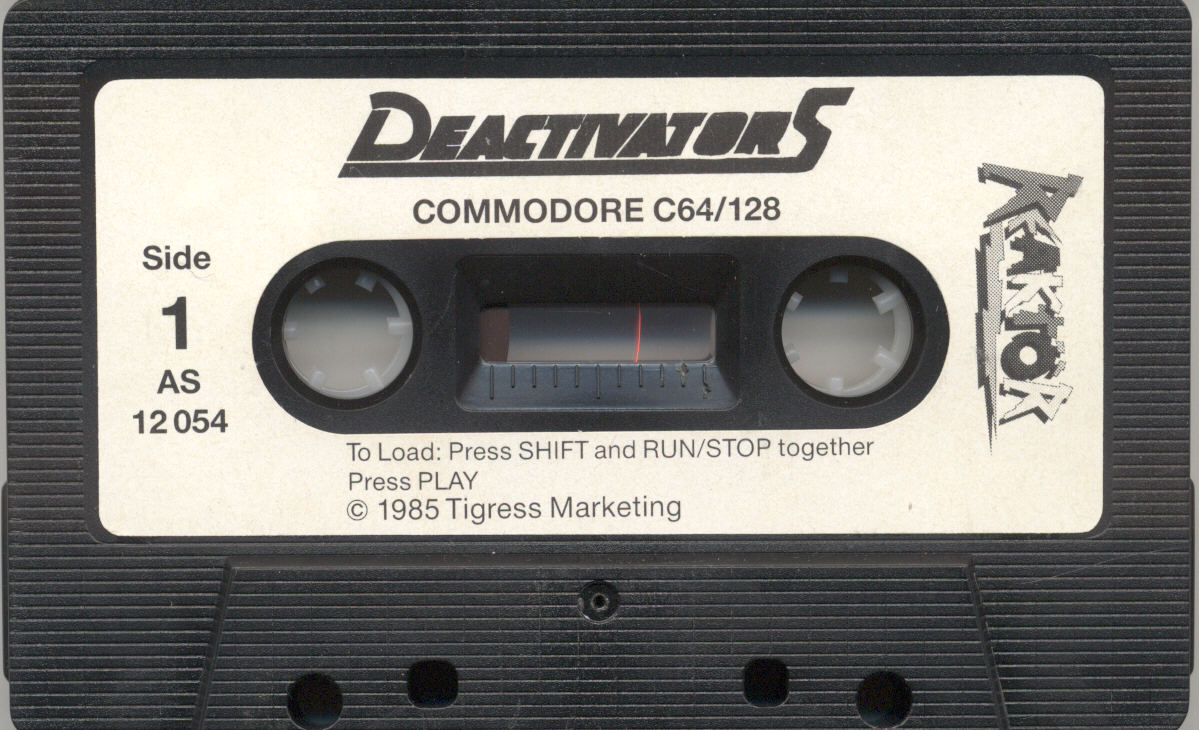 DEACTIVATORS
COMMODORE C64/128
Side
1
AS
12 054
REAKTÖR
To Load: Press SHIFT and RUN/STOP together
Press PLAY
© 1985 Tigress Marketing